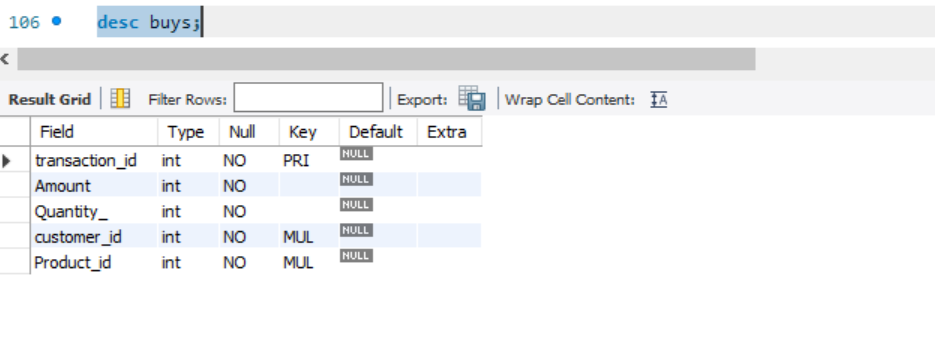 106 desc buys;
Result Grid Filter Rows: Export: Wrap Cell Content: IA
Field Type Null Key Default Extra
transaction_id int NO PRI NULL
Amount int NO NULL
Quantity_ int NO NULL
customer_id int NO MUL NULL
Product_id int NO MUL NULL